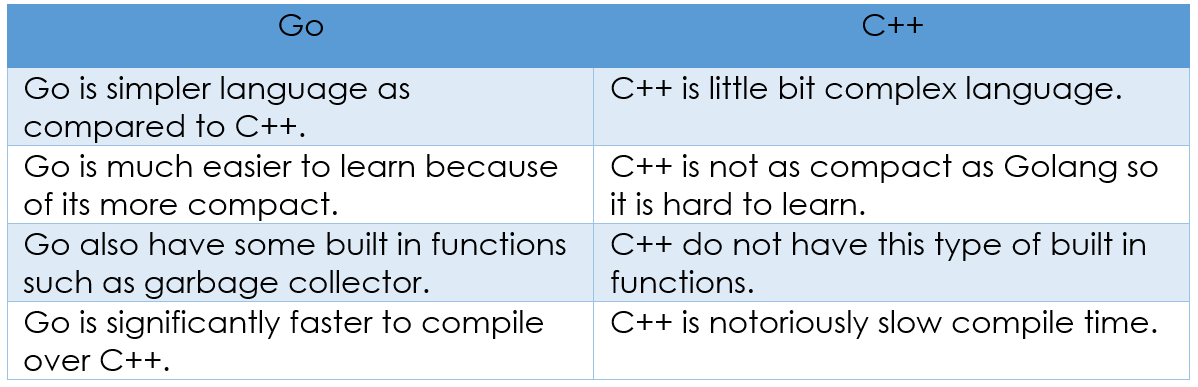 Go
C++
Go is simpler language as
compared to C++.
C++ is little bit complex language.
Go is much easier to learn because
of its more compact.
C++ is not as compact as Golang so
it is hard to learn.
Go also have some built in functions
such as garbage collector.
C++ do not have this type of built in
functions.
Go is significantly faster to compile
over C++.
C++ is notoriously slow compile time.